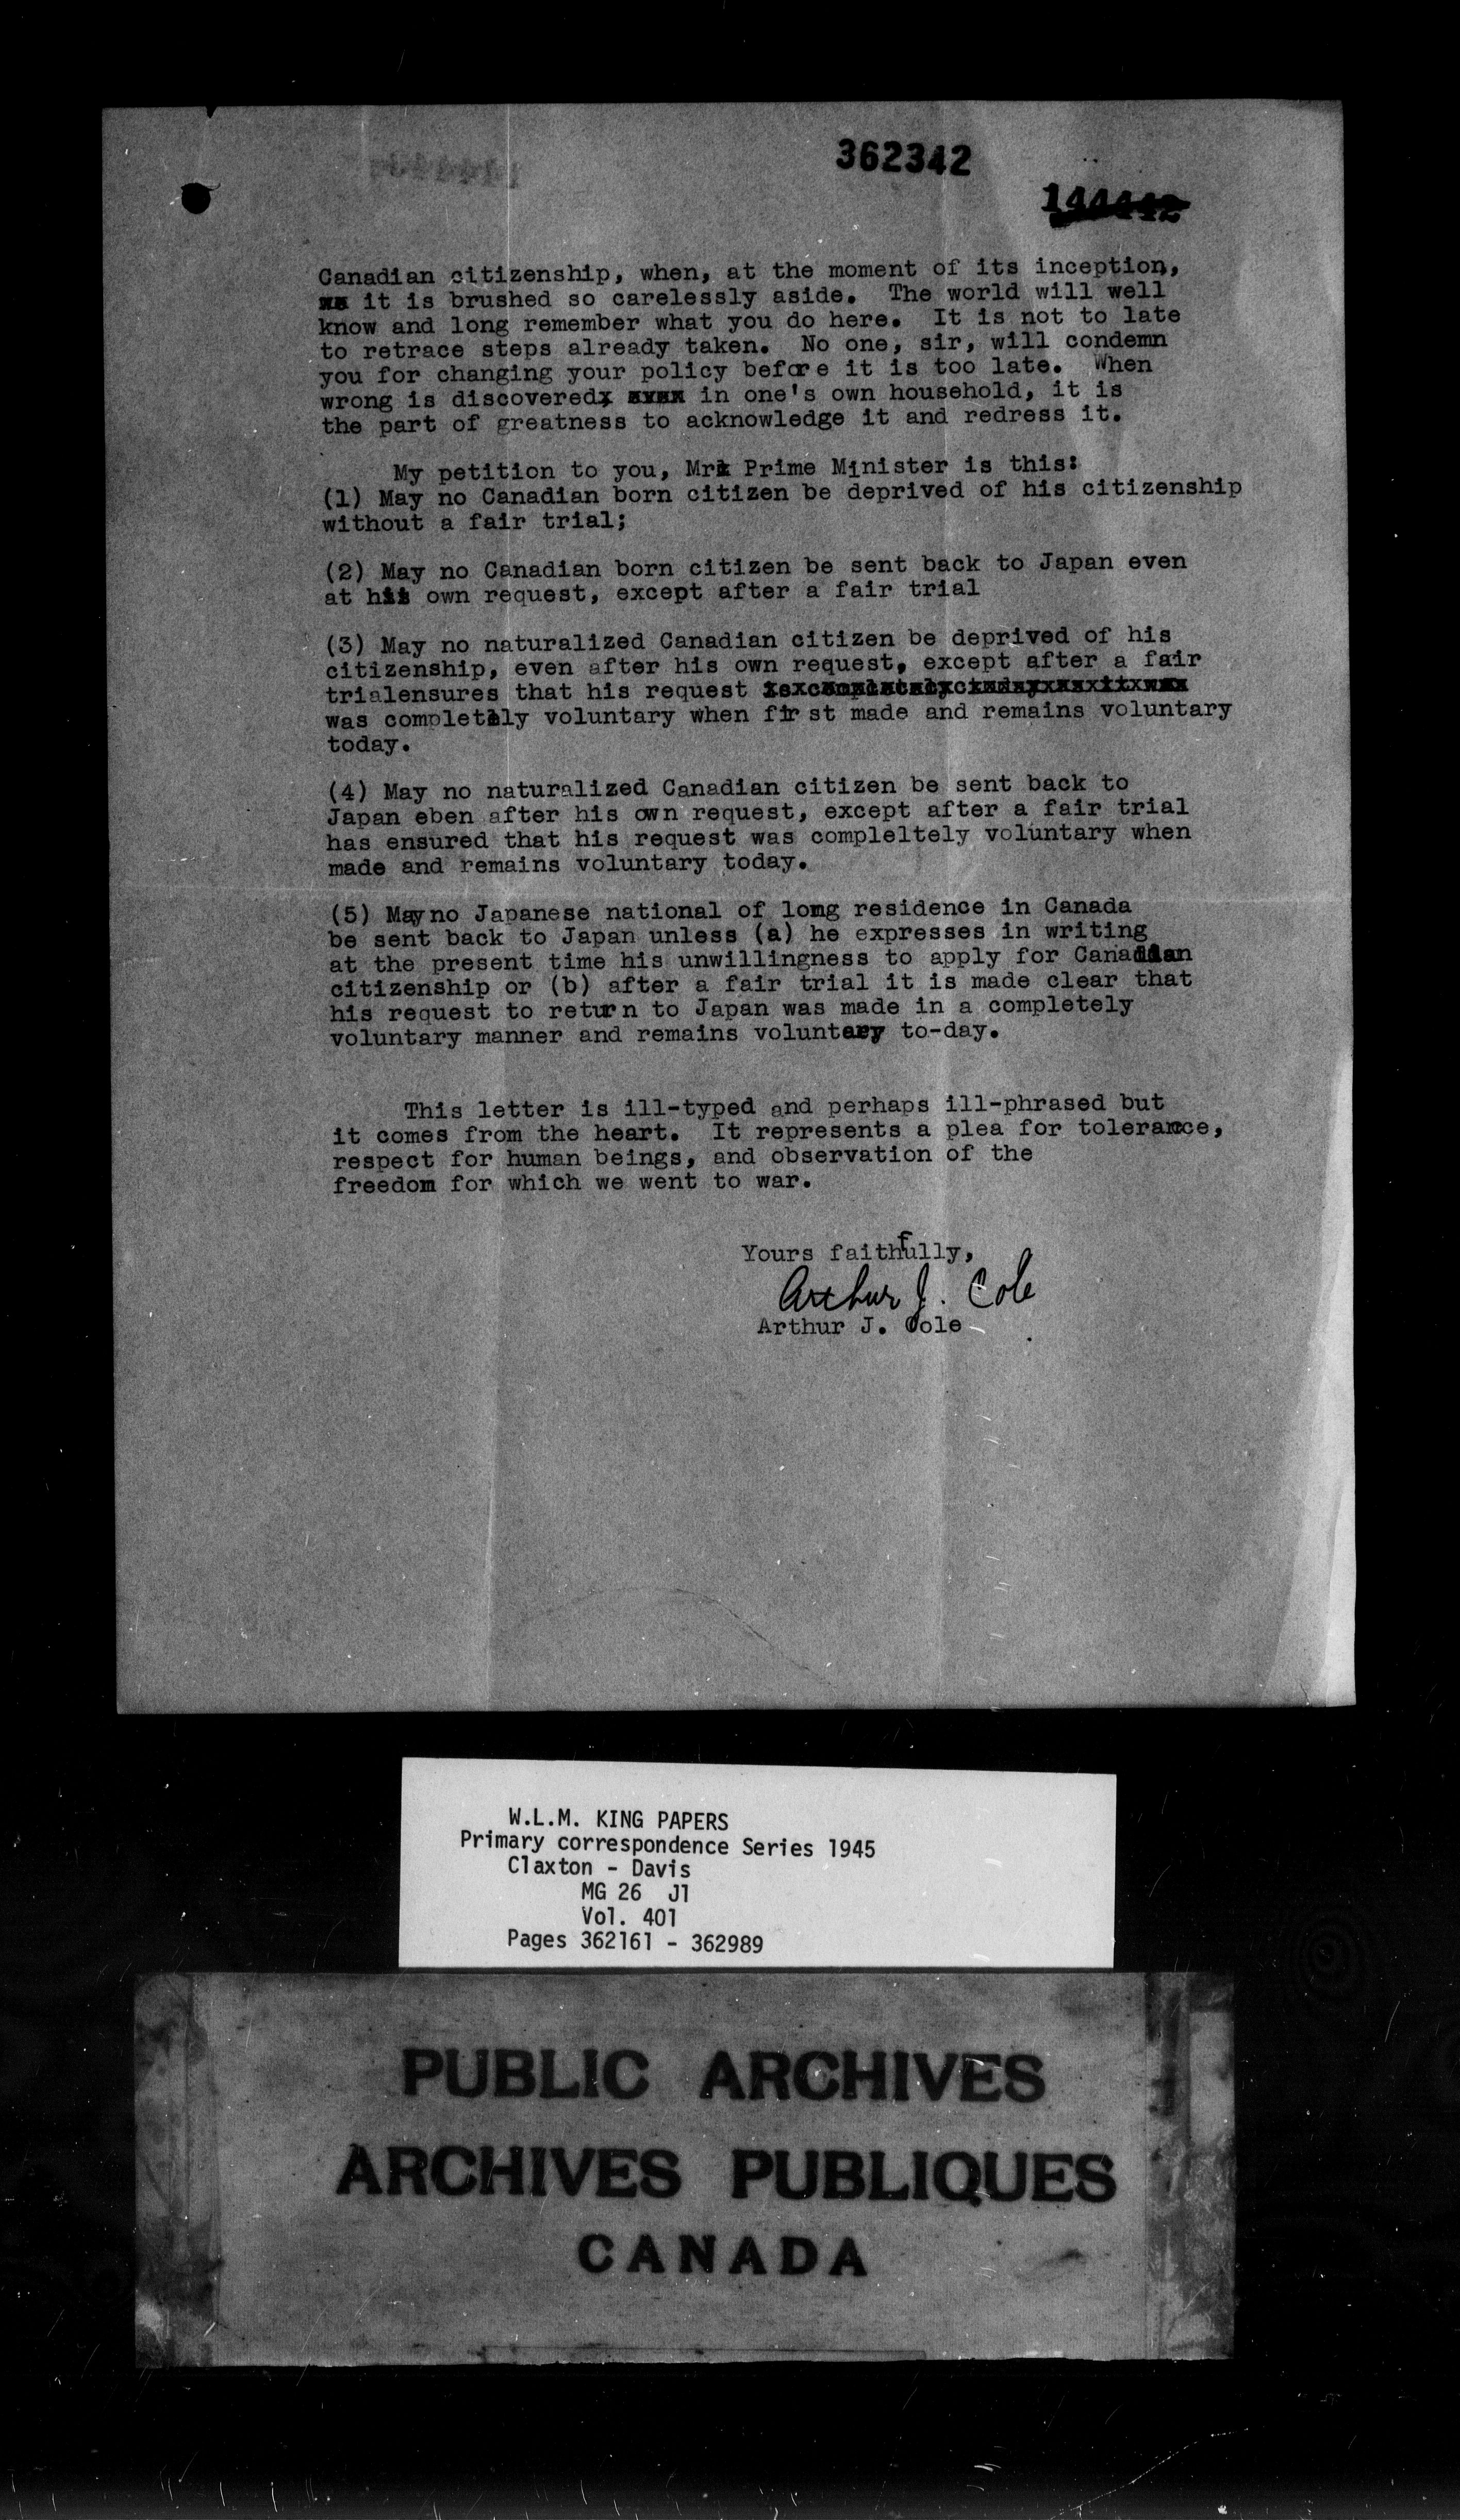 362342
144442
Canadian citizenship, when, at the moment of its inception,
it is brushed so carelessly aside. The world will well
know and long remember what you do here. It is not to late
to retrace steps already taken. No one, sir, will condemn
you for changing your policy before it is too late. When
wrong is discovered in one's own household, it is
the part of greatness to acknowledge it and redress it.
My petition to you, Mr. Prime Minister is this:
(1) May no Canadian born citizen be deprived of his citizenship
without a fair trial;
(2) May no Canadian born citizen be sent back to Japan even
at his own request, except after a fair trial
(3) May no naturalized Canadian citizen be deprived of his
citizenship, even after his own request, except after a fair
trialensures that his request
was completely voluntary when first made and remains voluntary
today.
(4) May no naturalized Canadian citizen be sent back to
Japan eben after his own request, except after a fair trial
has ensured that his request was compleltely voluntary when
made and remains voluntary today.
(5) May no Japanese national of long residence in Canada
be sent back to Japan unless (a) he expresses in writing
at the present time his unwillingness to apply for Canadian
citizenship or (b) after a fair trial it is made clear that
his request to return to Japan was made in a completely
voluntary manner and remains voluntary to-day.
This letter is ill-typed and perhaps ill-phrased but
it comes from the heart. It represents a plea for tolerance,
respect for human beings, and observation of the
freedom for which we went to war.
Yours faithfully,
Arthur J. Cole
Arthur J. Cole
W.L.M. KING PAPERS
Primary correspondence Series 1945
Claxton - Davis
MG 26 J1
Vol. 401
Pages 362161 - 362989
PUBLIC ARCHIVES
ARCHIVES PUBLIQUES
CANADA